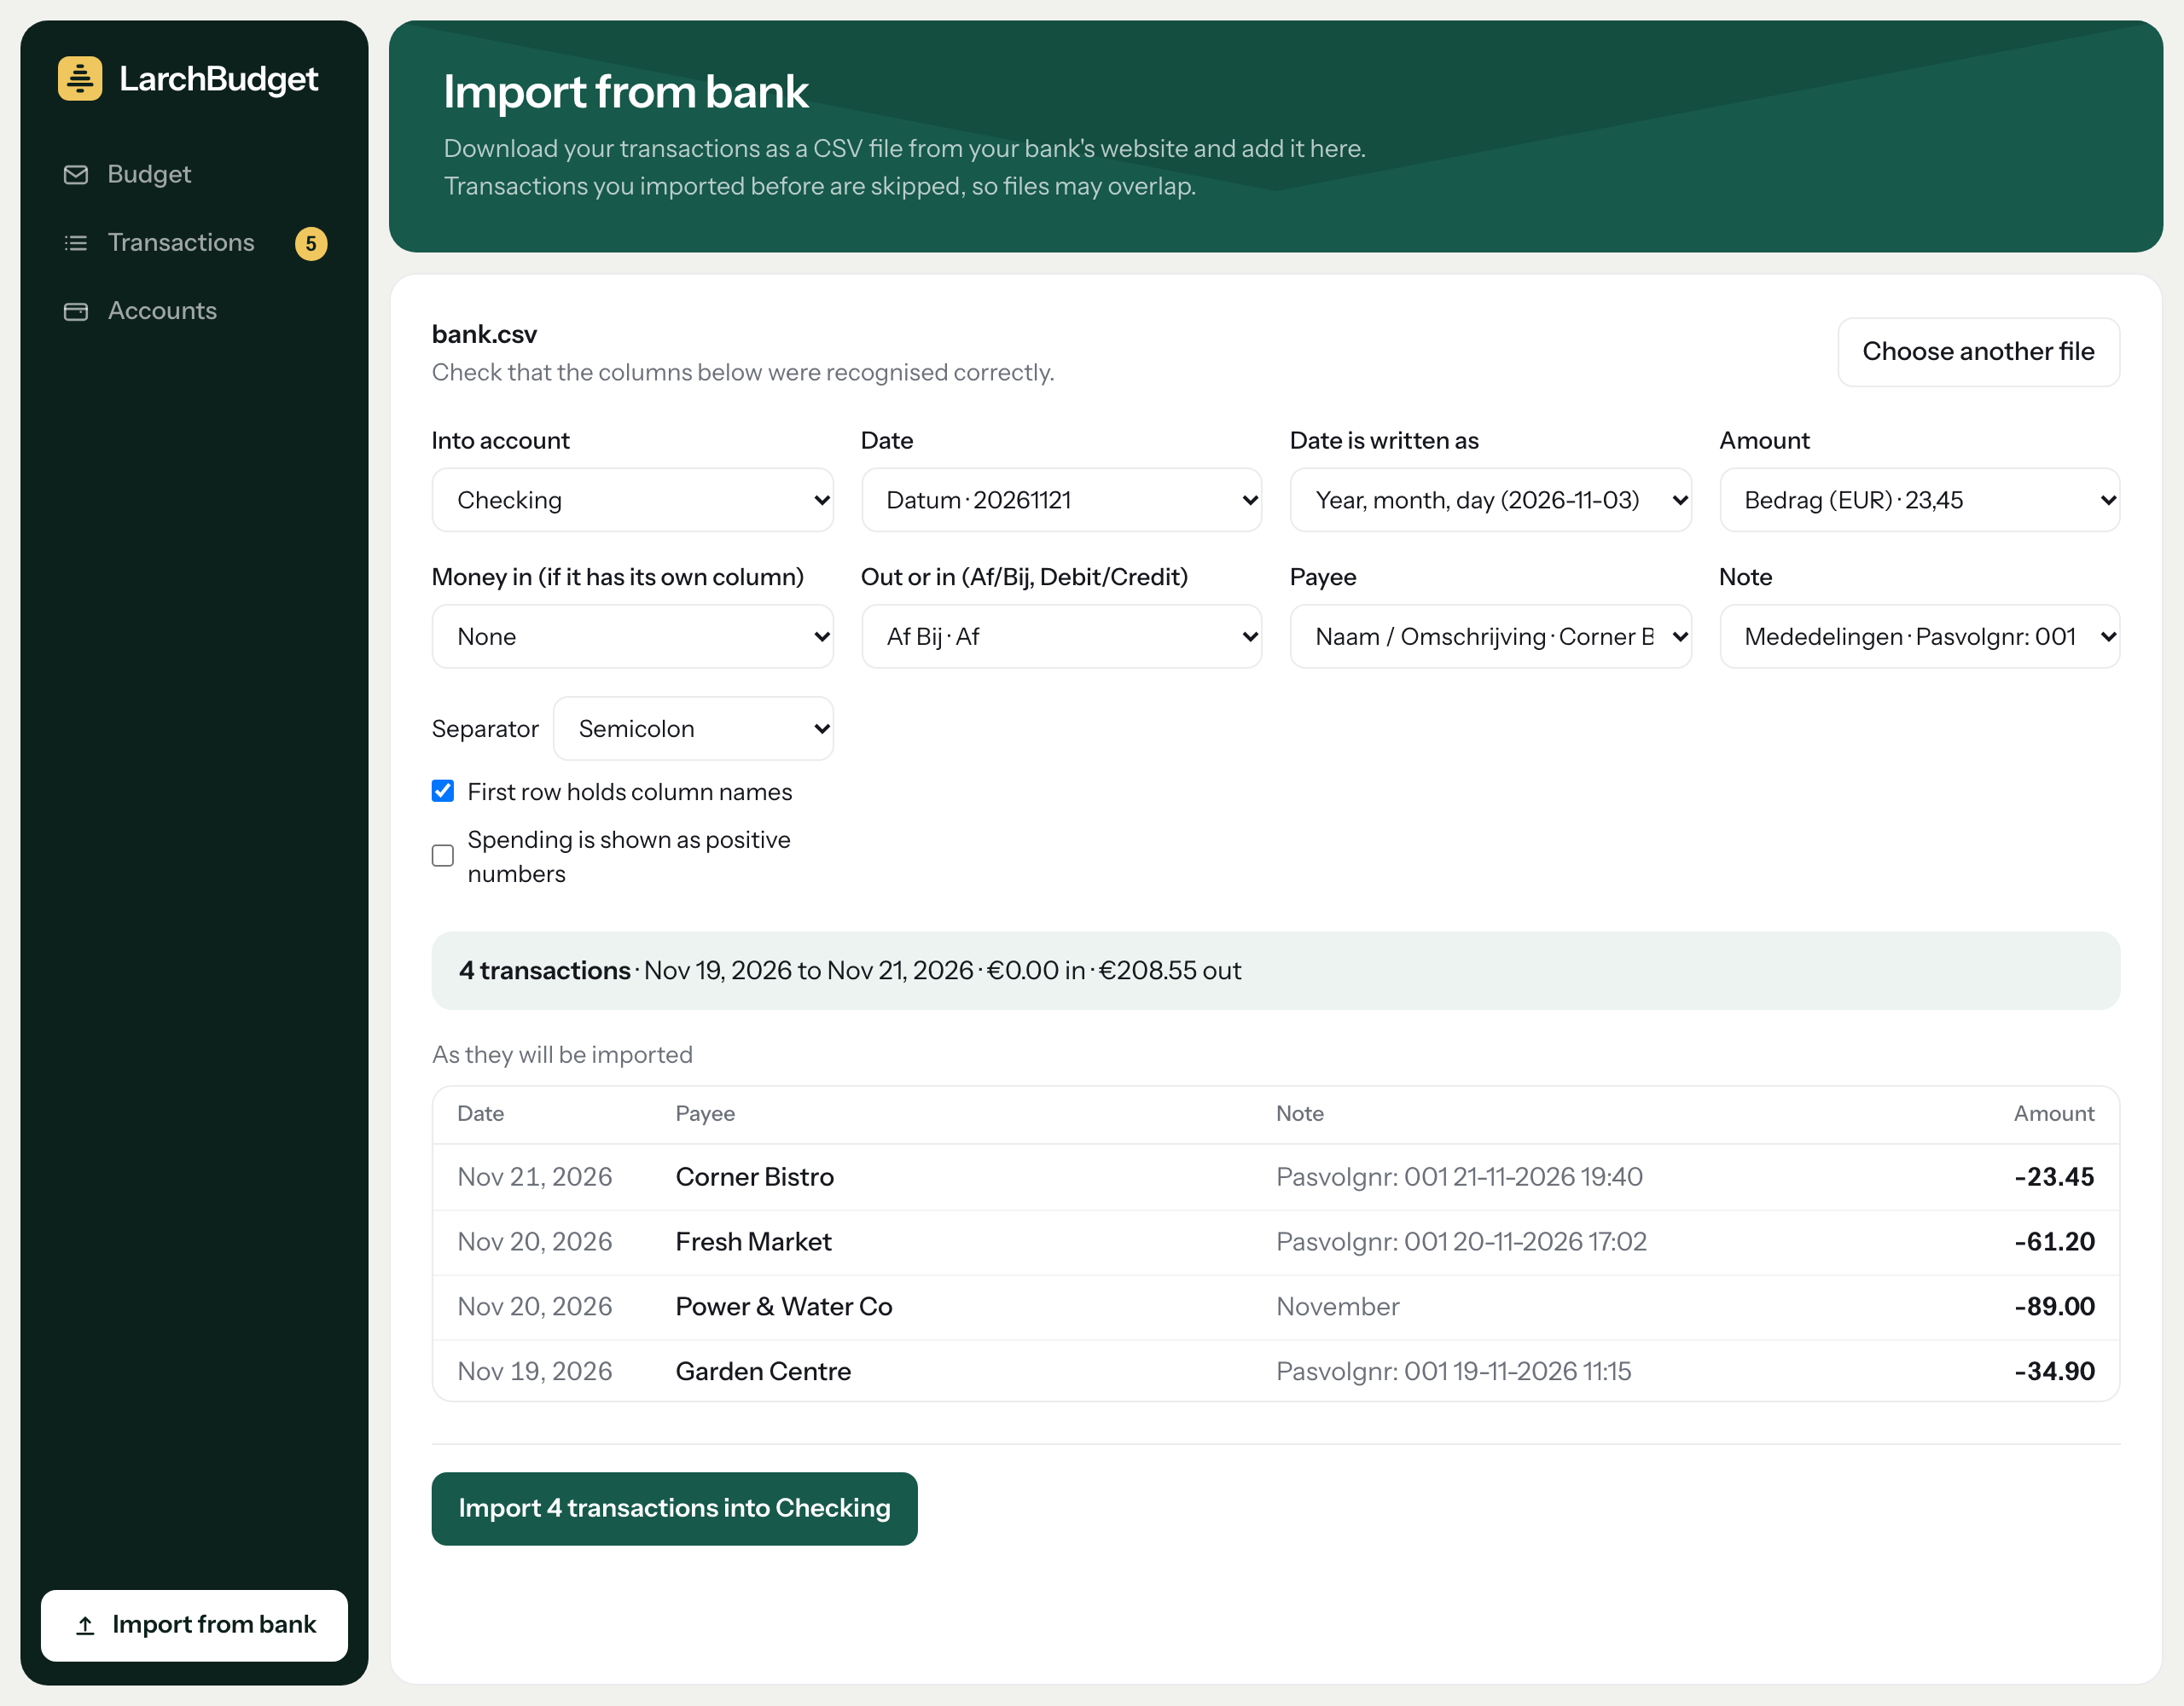 LarchBudget
Budget
Transactions 5
Accounts
Import from bank
Import from bank
Download your transactions as a CSV file from your bank's website and add it here.
Transactions you imported before are skipped, so files may overlap.
bank.csv
Check that the columns below were recognised correctly.
Choose another file
Into account
Date
Date is written as
Amount
Checking
Datum · 20261121
Year, month, day (2026-11-03)
Bedrag (EUR) · 23,45
Money in (if it has its own column)
Out or in (Af/Bij, Debit/Credit)
Payee
Note
None
Af Bij · Af
Naam / Omschrijving · Corner B
Mededelingen · Pasvolgnr: 001
Separator
Semicolon
First row holds column names
Spending is shown as positive
numbers
4 transactions · Nov 19, 2026 to Nov 21, 2026 · €0.00 in · €208.55 out
As they will be imported
Date Payee Note Amount
Nov 21, 2026 Corner Bistro Pasvolgnr: 001 21-11-2026 19:40 -23.45
Nov 20, 2026 Fresh Market Pasvolgnr: 001 20-11-2026 17:02 -61.20
Nov 20, 2026 Power & Water Co November -89.00
Nov 19, 2026 Garden Centre Pasvolgnr: 001 19-11-2026 11:15 -34.90
Import 4 transactions into Checking